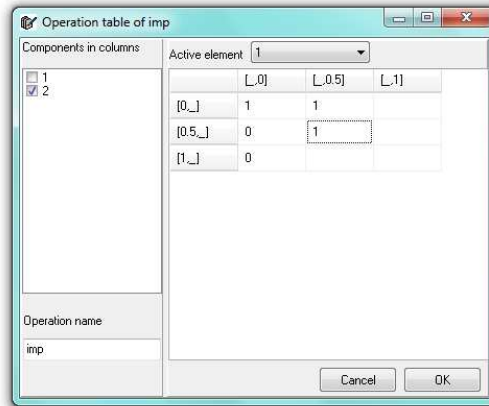 Operation table of imp
Components in columns
1
2
Active element 1
[_,0] [_,0.5] [_,1]
[0,_] 1 1
[0.5,_] 0 1
[1,_] 0
Operation name
imp
Cancel OK